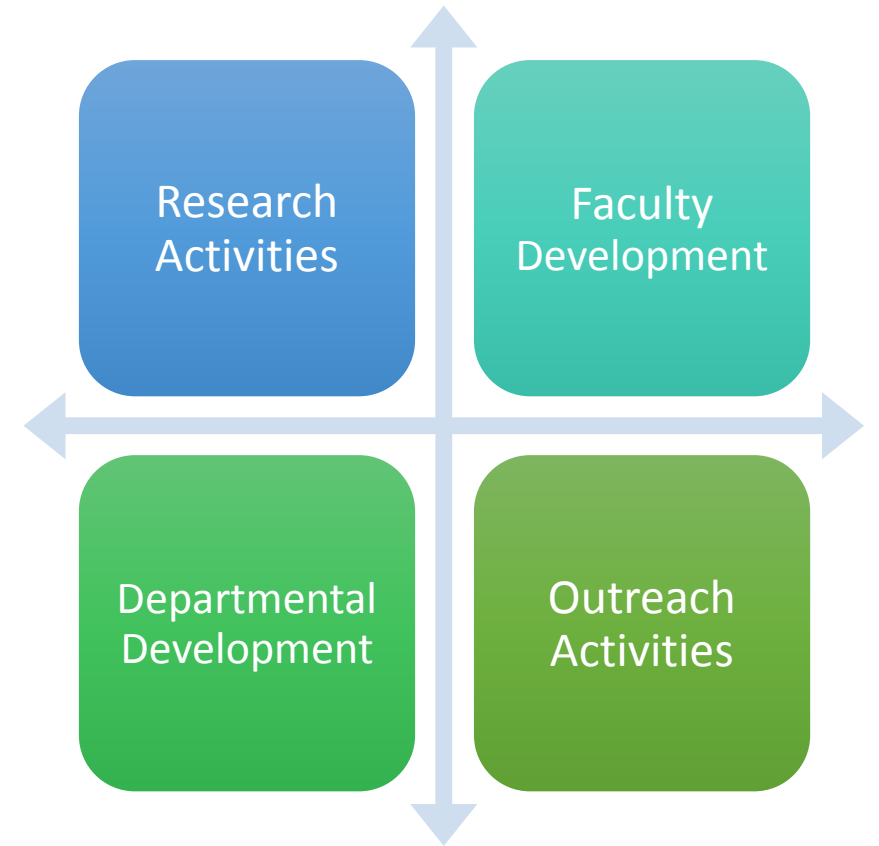 Research
Activities
Faculty
Development
Departmental
Development
Outreach
Activities